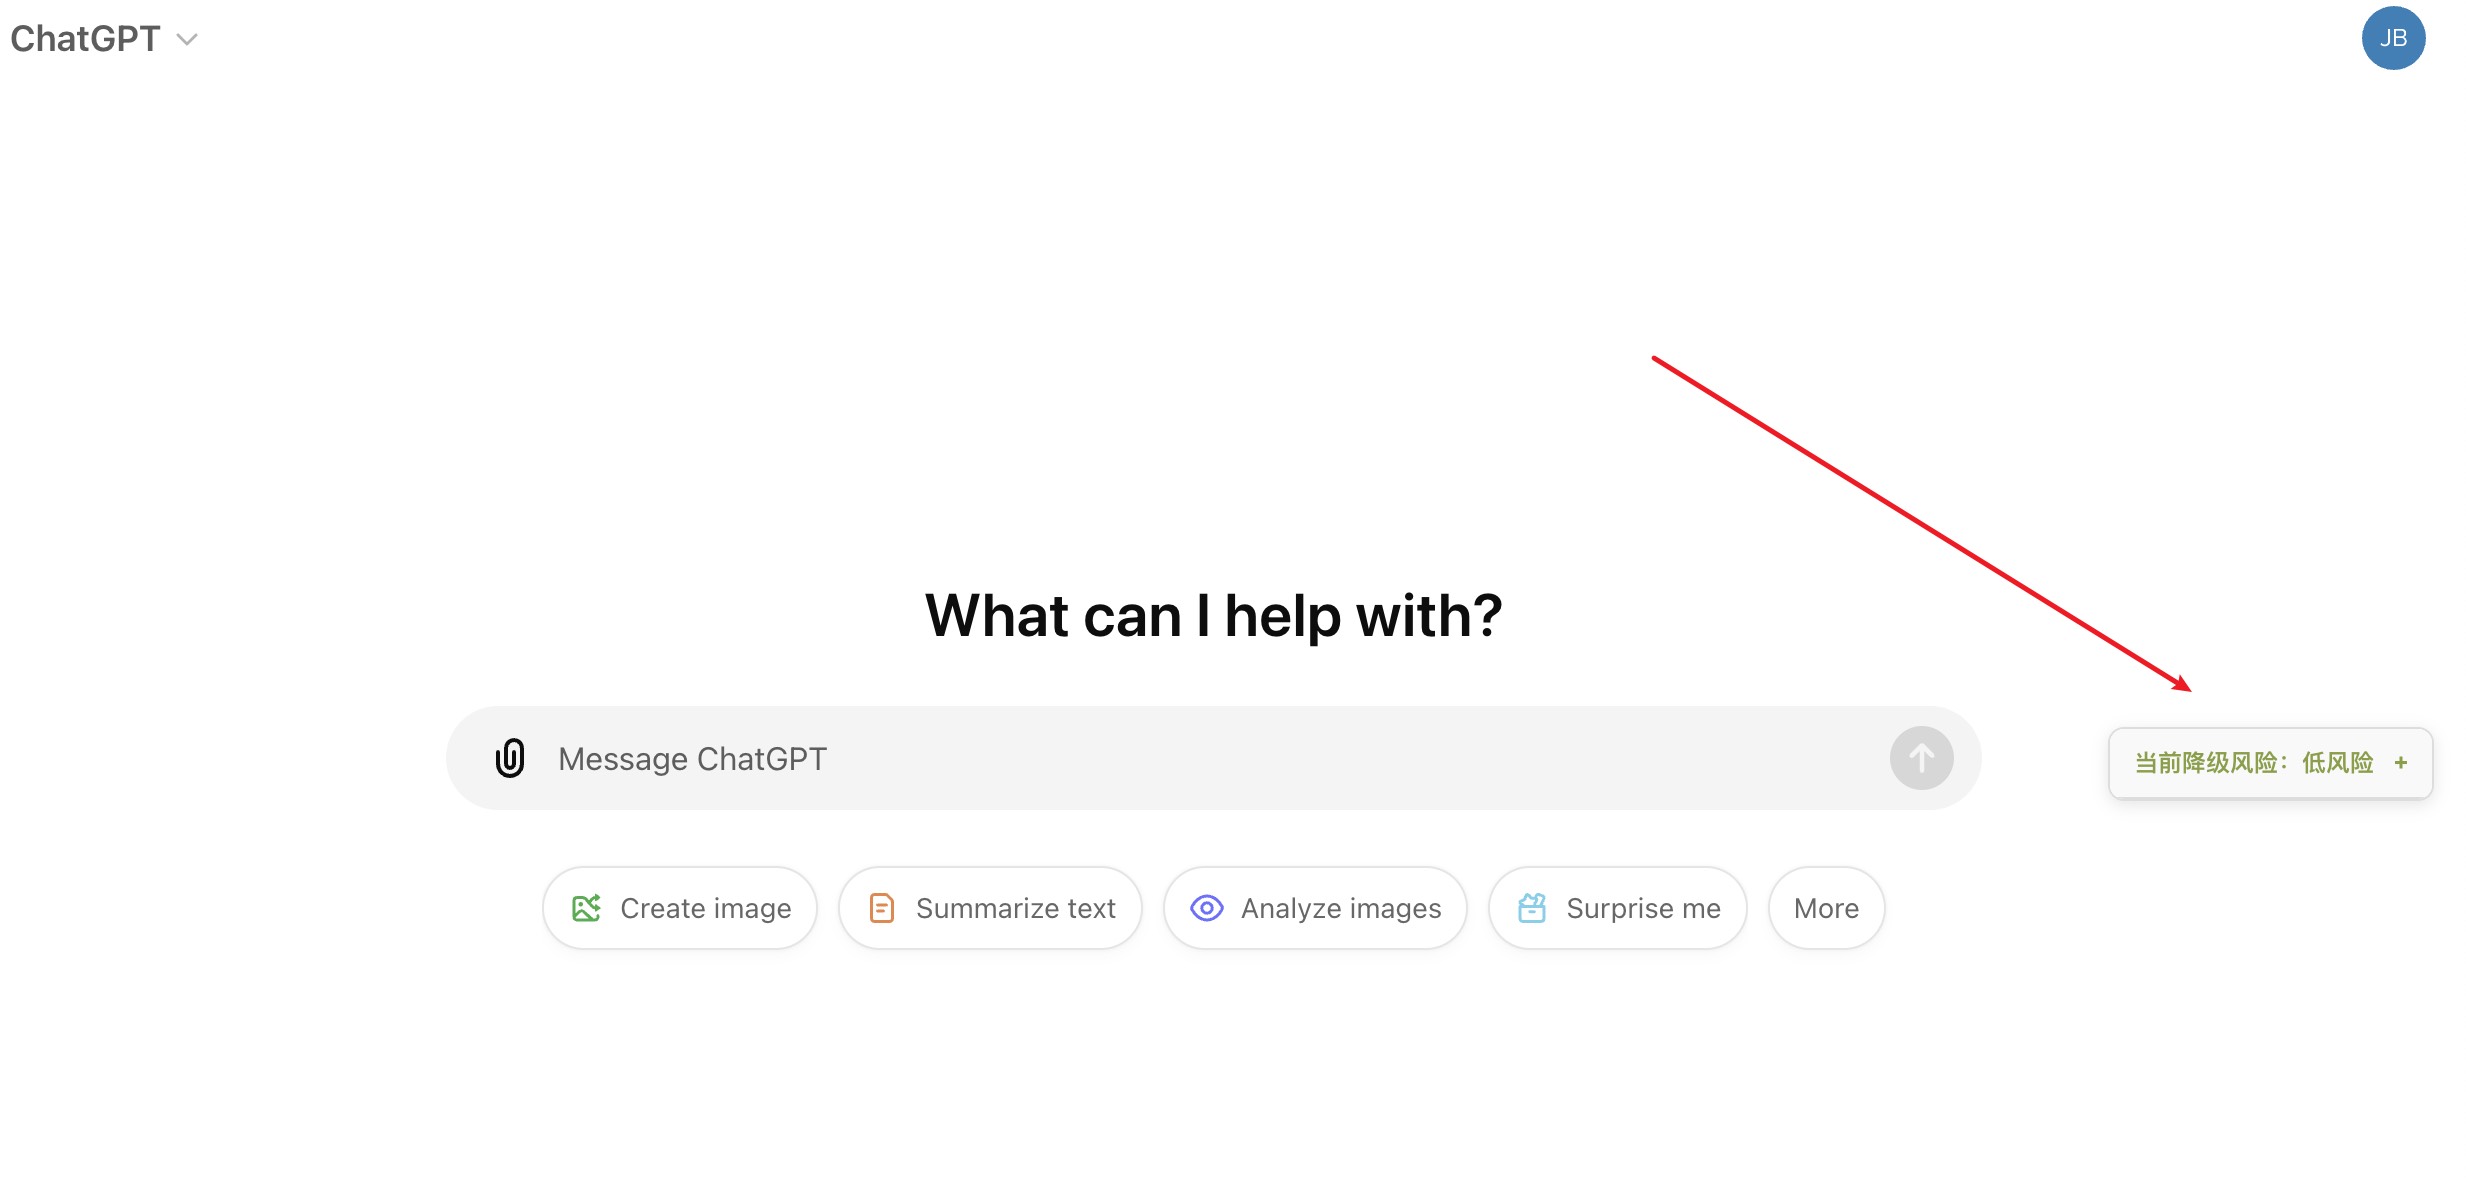 ChatGPT
JB
What can I help with?
Message ChatGPT
当前降级风险：低风险 +
Create image
Summarize text
Analyze images
Surprise me
More